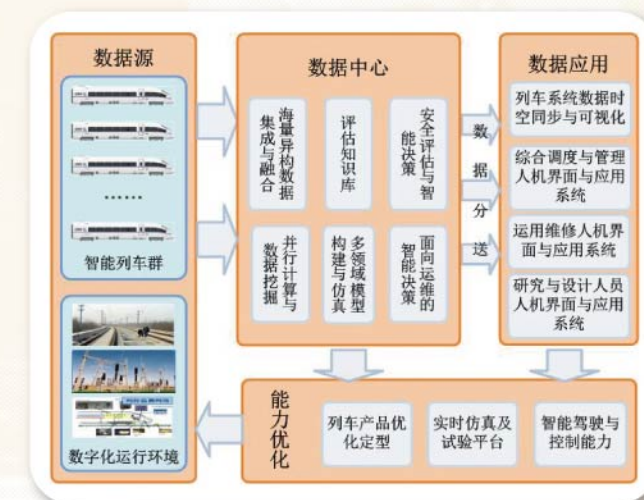 数据源
……
智能列车群
数字化运行环境
数据中心
海量异构数据
集成与融合
评估知识库
安全评估与智
能决策
并行计算与
数据挖掘
多领域模型
构建与仿真
面向运维的
智能决策
数据分送
数据应用
列车系统数据时
空同步与可视化
综合调度与管理
人机界面与应用
系统
运用维修人机界
面与应用系统
研究与设计人员
人机界面与应用
系统
能力优化
列车产品优
化定型
实时仿真及
试验平台
智能驾驶与
控制能力